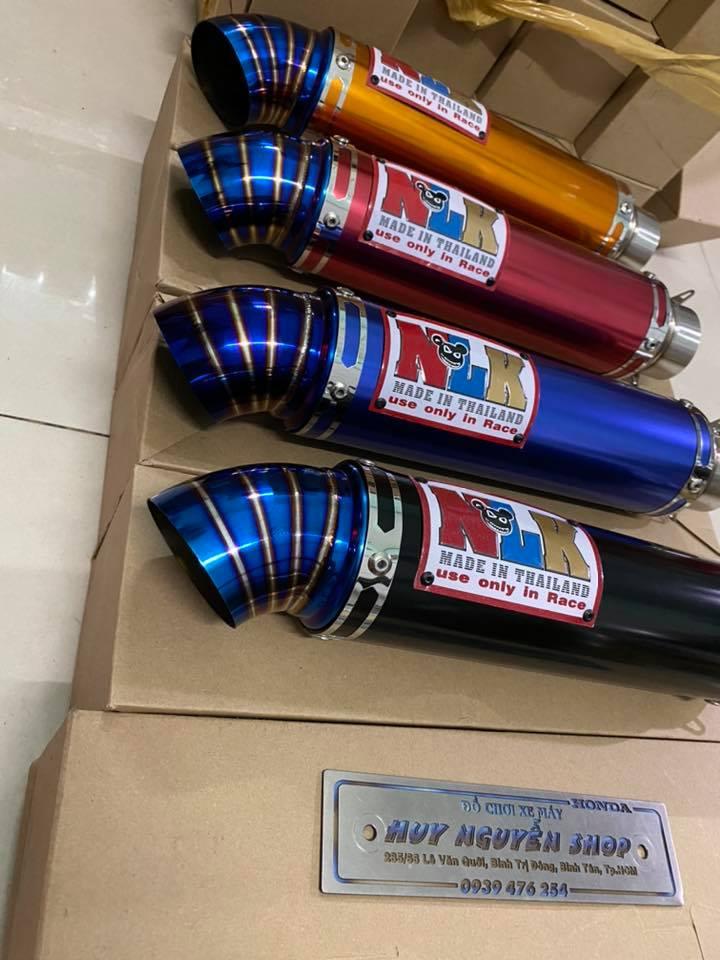 NLK
MADE IN THAILAND
use only in Race
NLK
MADE IN THAILAND
use only in Race
NLK
MADE IN THAILAND
use only in Race
NLK
MADE IN THAILAND
use only in Race
ĐỒ CHƠI XE MÁY HONDA
HUY NGUYỄN SHOP
265/66 Lê Văn Quới, Bình Trị Đông, Bình Tân, Tp.HCM
0939 476 254